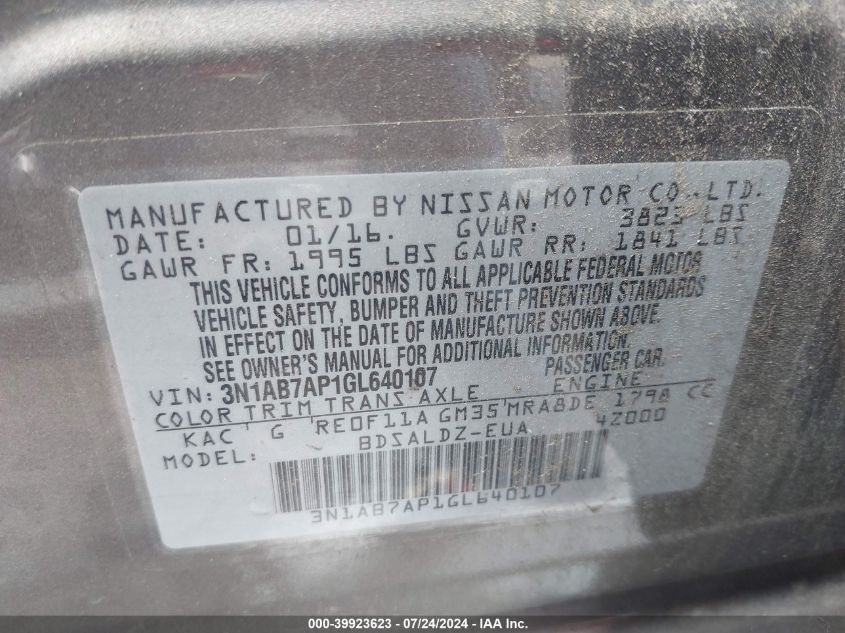 MANUFACTURED BY NISSAN MOTOR CO.,LTD.
DATE: 01/16. GVWR: 3823 LBS
GAWR FR: 1995 LBS GAWR RR: 1841 LBS
THIS VEHICLE CONFORMS TO ALL APPLICABLE FEDERAL MOTOR
VEHICLE SAFETY, BUMPER AND THEFT PREVENTION STANDARDS
IN EFFECT ON THE DATE OF MANUFACTURE SHOWN ABOVE.
SEE OWNER'S MANUAL FOR ADDITIONAL INFORMATION.
VIN: 3N1AB7AP1GL640107 PASSENGER CAR.
COLOR TRIM TRANS AXLE ENGINE
KAC G RE0F11A GM35 MRA8DE 1798 CC
MODEL: BDSALDZ-EUA 4Z000
3N1AB7AP1GL640107
000-39923623 / 07/24/2024 / IAA Inc.